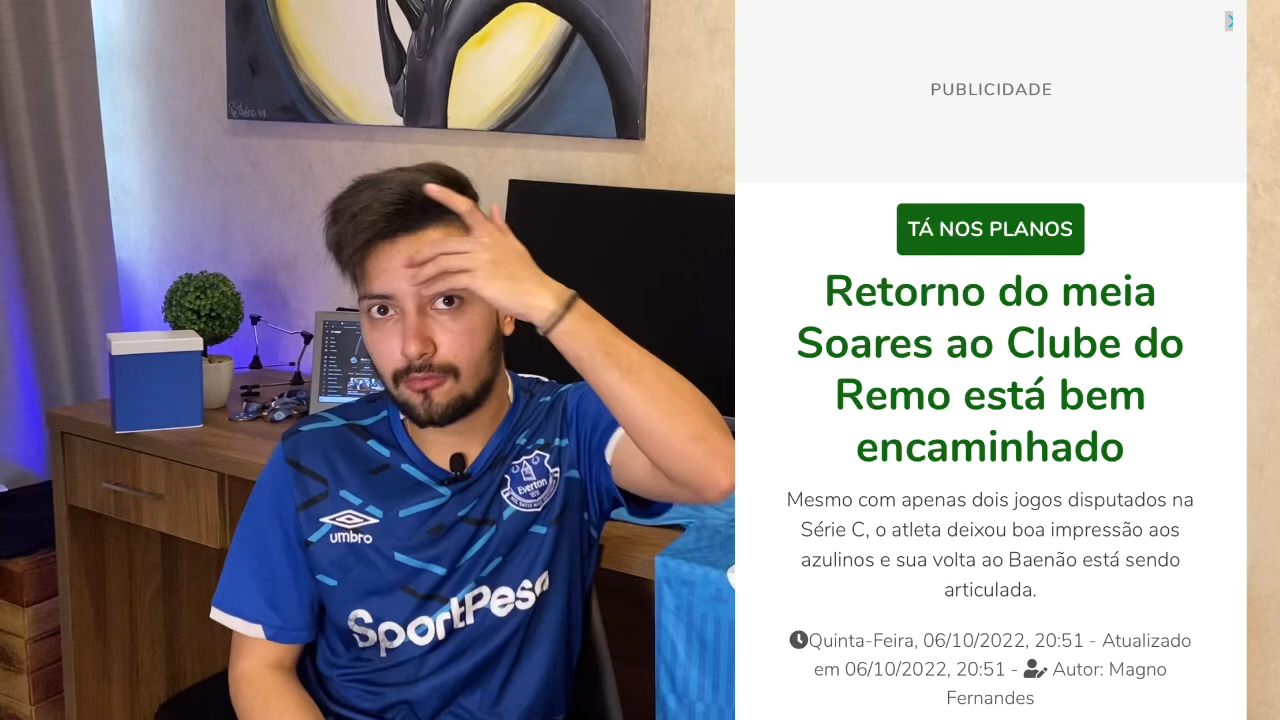 PUBLICIDADE
TÁ NOS PLANOS
Retorno do meia
Soares ao Clube do
Remo está bem
encaminhado
Mesmo com apenas dois jogos disputados na
Série C, o atleta deixou boa impressão aos
azulinos e sua volta ao Baenão está sendo
articulada.
Quinta-Feira, 06/10/2022, 20:51 - Atualizado
em 06/10/2022, 20:51 - Autor: Magno
Fernandes
Everton
1878
umbro
SportPesa